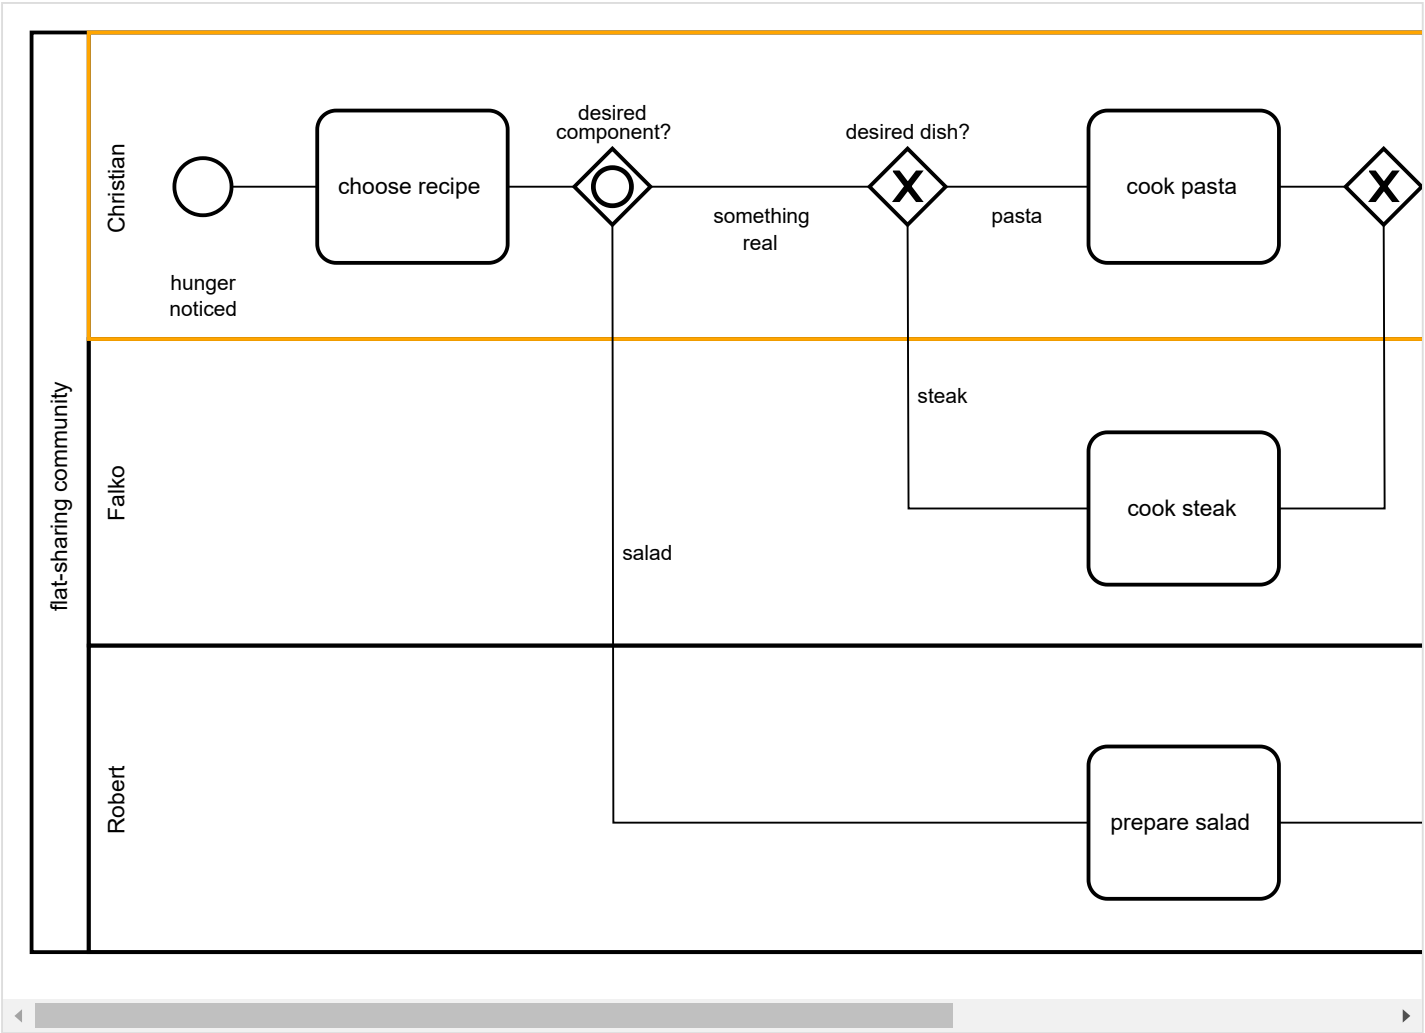 flat-sharing community
Christian
hunger
noticed
choose recipe
desired
component?
something
real
desired dish?
pasta
cook pasta
X
X
Falko
steak
cook steak
salad
Robert
prepare salad